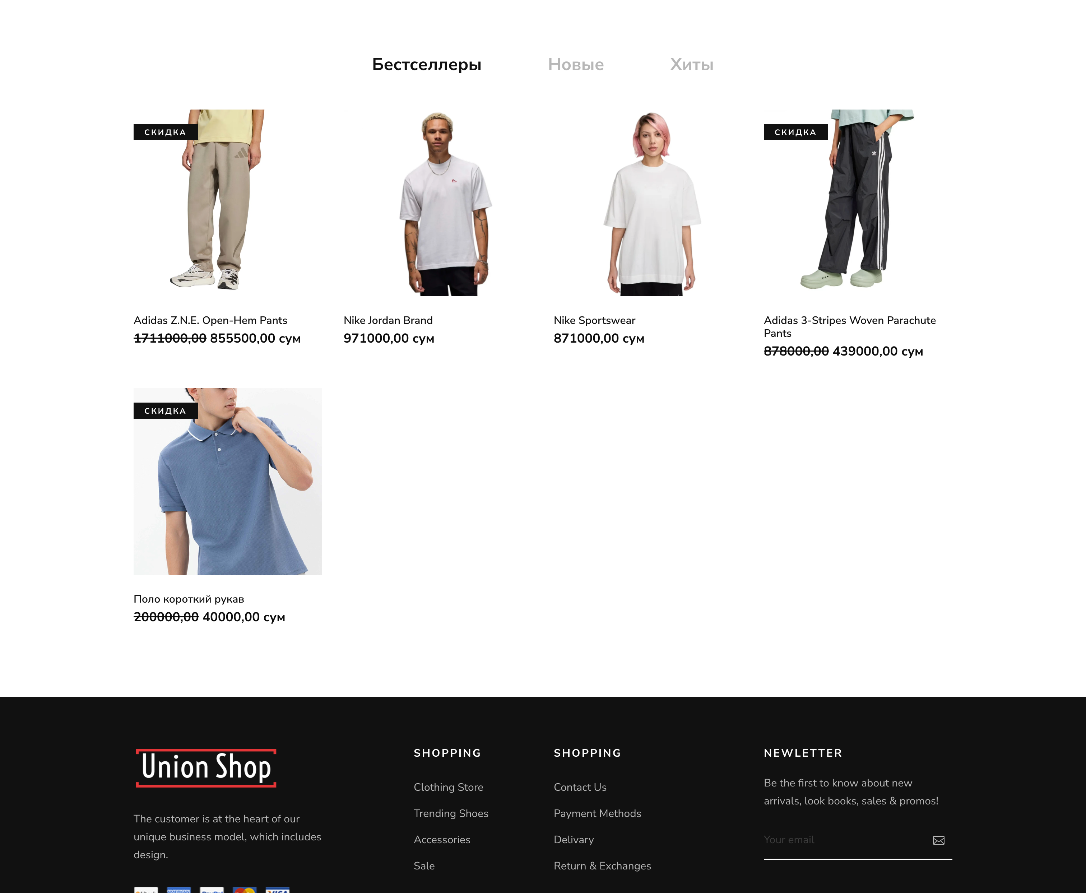 Бестселлеры Новые Хиты
СКИДКА
СКИДКА
Adidas Z.N.E. Open-Hem Pants
1711000,00 855500,00 сум
Nike Jordan Brand
971000,00 сум
Nike Sportswear
871000,00 сум
Adidas 3-Stripes Woven Parachute
Pants
878000,00 439000,00 сум
СКИДКА
Поло короткий рукав
200000,00 40000,00 сум
Union Shop
The customer is at the heart of our
unique business model, which includes
design.
SHOPPING
Clothing Store
Trending Shoes
Accessories
Sale
SHOPPING
Contact Us
Payment Methods
Delivary
Return & Exchanges
NEWLETTER
Be the first to know about new
arrivals, look books, sales & promos!
Your email